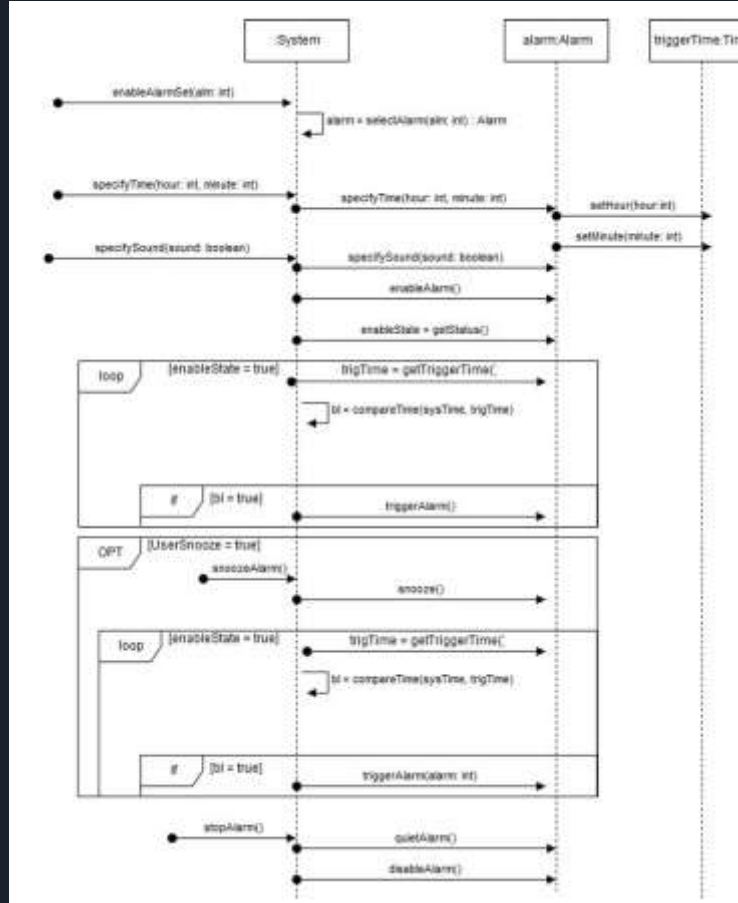 :System
alarm:Alarm
triggerTime:Tim
enableAlarmSet(alm: int)
alarm = selectAlarm(alm: int) : Alarm
specifyTime(hour: int, minute: int)
specifyTime(hour: int, minute: int)
setHour(hour:int)
setMinute(minute: int)
specifySound(sound: boolean)
specifySound(sound: boolean)
enableAlarm()
enableState = getStatus()
loop
[enableState = true]
trigTime = getTriggerTime(
bl = compareTime(sysTime, trigTime)
if
[bl = true]
triggerAlarm()
OPT
[UserSnooze = true]
snoozeAlarm()
snooze()
loop
[enableState = true]
trigTime = getTriggerTime(
bl = compareTime(sysTime, trigTime)
if
[bl = true]
triggerAlarm(alarm: int)
stopAlarm()
quietAlarm()
disableAlarm()